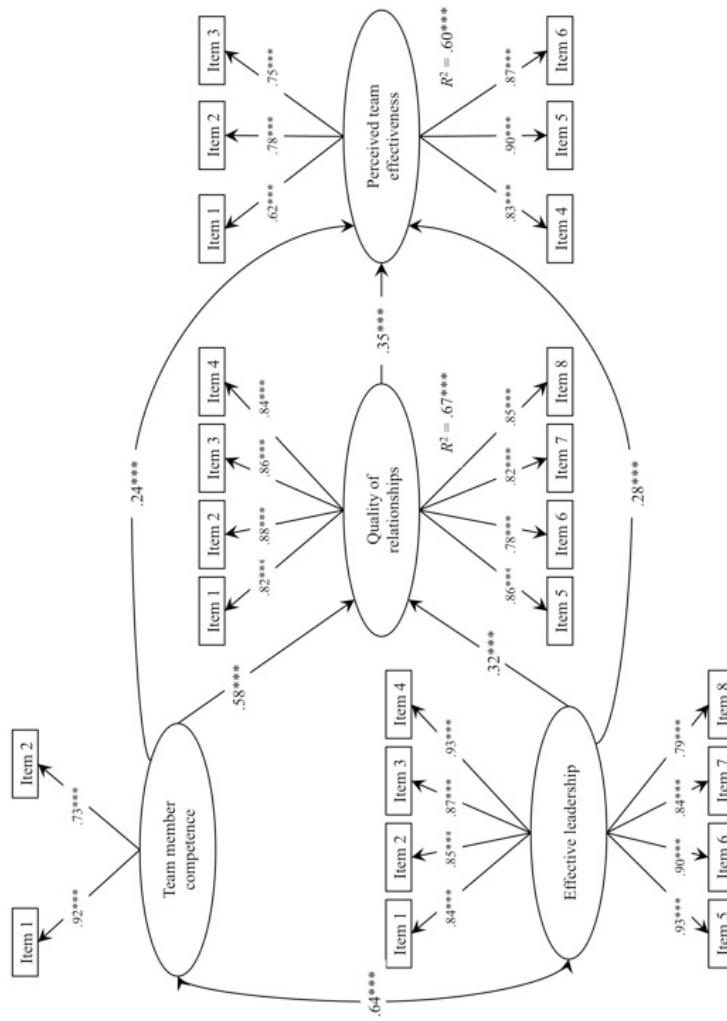 Item 1
Item 2
.92***
.73***
Team member
competence
.64***
.24***
.58***
Item 1
Item 2
Item 3
Item 4
.84***
.85***
.87***
.93***
Effective leadership
.93***
.90***
.84***
.79***
Item 5
Item 6
Item 7
Item 8
.32***
.28***
Item 1
Item 2
Item 3
Item 4
.82***
.88***
.86***
.84***
Quality of
relationships
R² = .67***
.86***
.78***
.82***
.85***
Item 5
Item 6
Item 7
Item 8
.35***
Item 1
Item 2
Item 3
.62***
.78***
.75***
Perceived team
effectiveness
R² = .60***
.83***
.90***
.87***
Item 4
Item 5
Item 6